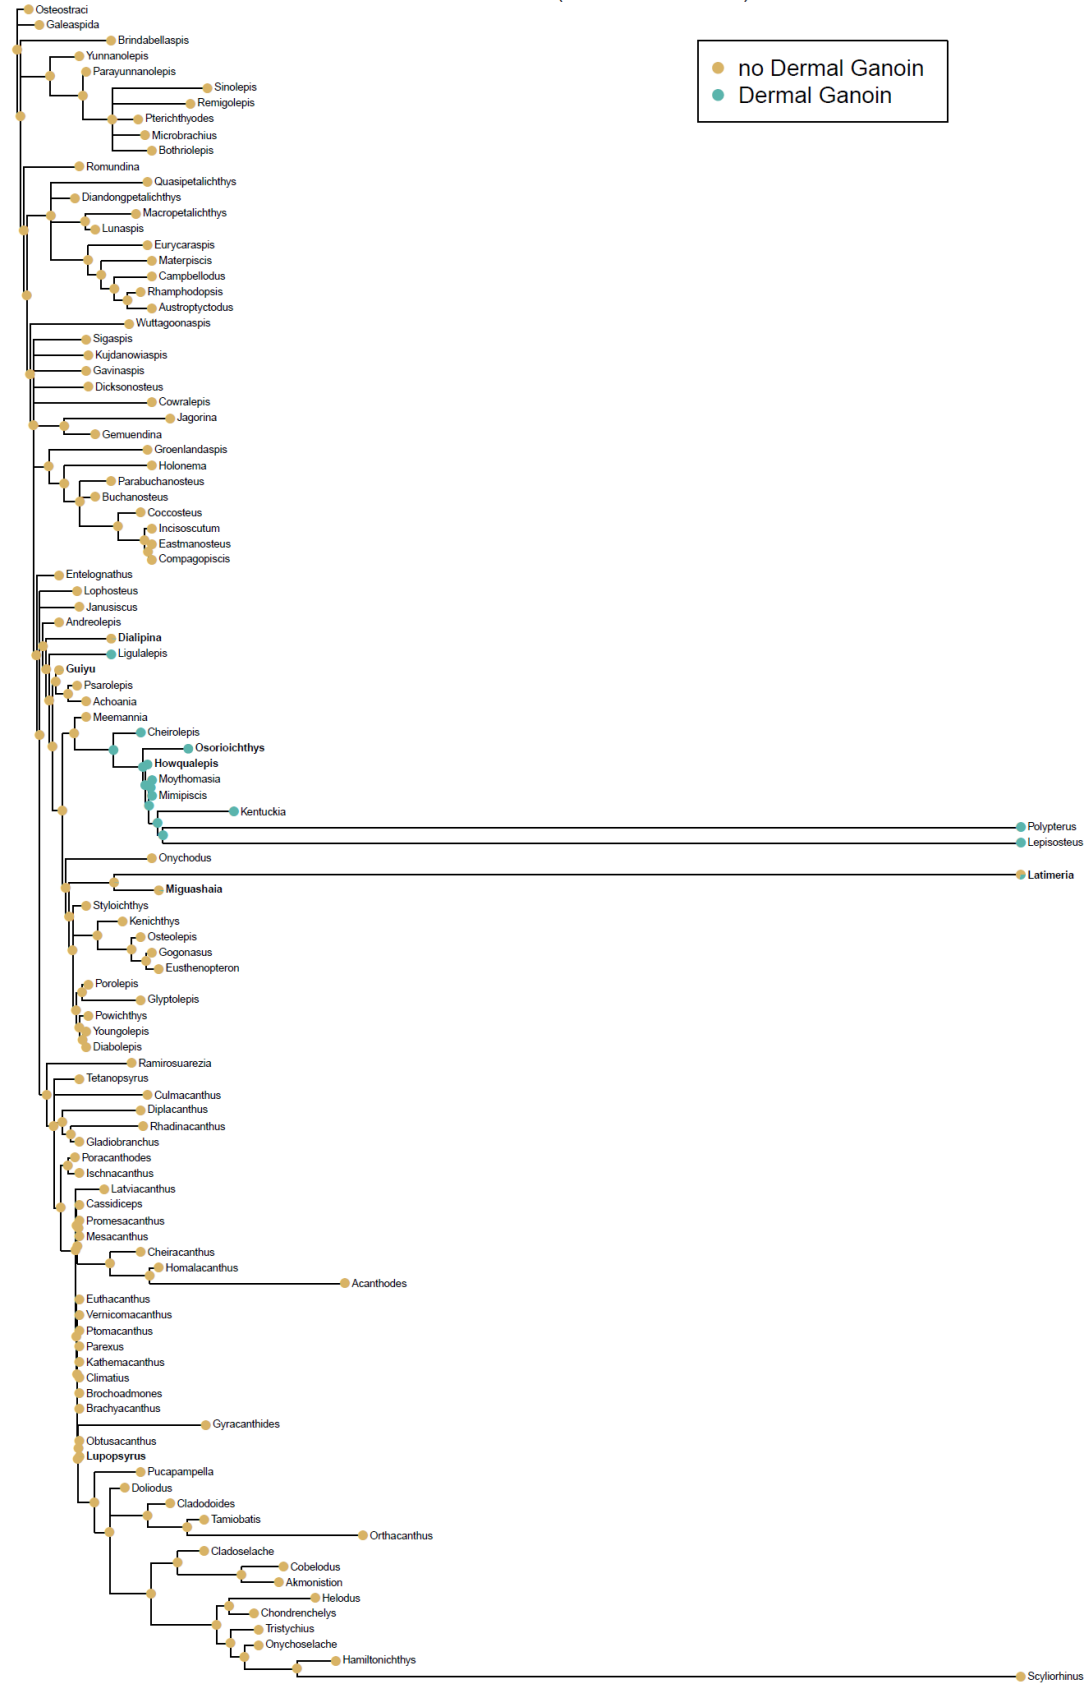 Osteostraci
Galeaspida
Brindabellaspis
no Dermal Ganoin
Dermal Ganoin
Yunnanolepis
Parayunnanolepis
Sinolepis
Remigolepis
Pterichthyodes
Microbrachius
Bothriolepis
Romundina
Quasipetalichthys
Diandongpetalichthys
Macropetalichthys
Lunaspis
Eurycaraspis
Materpiscis
Campbellodus
Rhamphodopsis
Austroptyctodus
Wuttagoonaspis
Sigaspis
Kujdanowiaspis
Gavinaspis
Dicksonosteus
Cowralepis
Jagorina
Gemuendina
Groenlandaspis
Holonema
Parabuchanosteus
Buchanosteus
Coccosteus
Incisoscutum
Eastmanosteus
Compagopiscis
Entelognathus
Lophosteus
Janusiscus
Andreolepis
Dialipina
Ligulalepis
Guiyu
Psarolepis
Achoania
Meemannia
Cheirolepis
Osorioichthys
Howqualepis
Moythomasia
Mimipiscis
Kentuckia
Polypterus
Lepisosteus
Onychodus
Latimeria
Miguashaia
Styloichthys
Kenichthys
Osteolepis
Gogonasus
Eusthenopteron
Porolepis
Glyptolepis
Powichthys
Youngolepis
Diabolepis
Ramirosuarezia
Tetanopsyrus
Culmacanthus
Diplacanthus
Rhadinacanthus
Gladiobranchus
Poracanthodes
Ischnacanthus
Latviacanthus
Cassidiceps
Promesacanthus
Mesacanthus
Cheiracanthus
Homalacanthus
Acanthodes
Euthacanthus
Vernicomacanthus
Ptomacanthus
Parexus
Kathemacanthus
Climatius
Brochoadmones
Brachyacanthus
Gyracanthides
Obtusacanthus
Lupopsyrus
Pucapampella
Doliodus
Cladodoides
Tamiobatis
Orthacanthus
Cladoselache
Cobelodus
Akmonistion
Helodus
Chondrenchelys
Tristychius
Onychoselache
Hamiltonichthys
Scyliorhinus